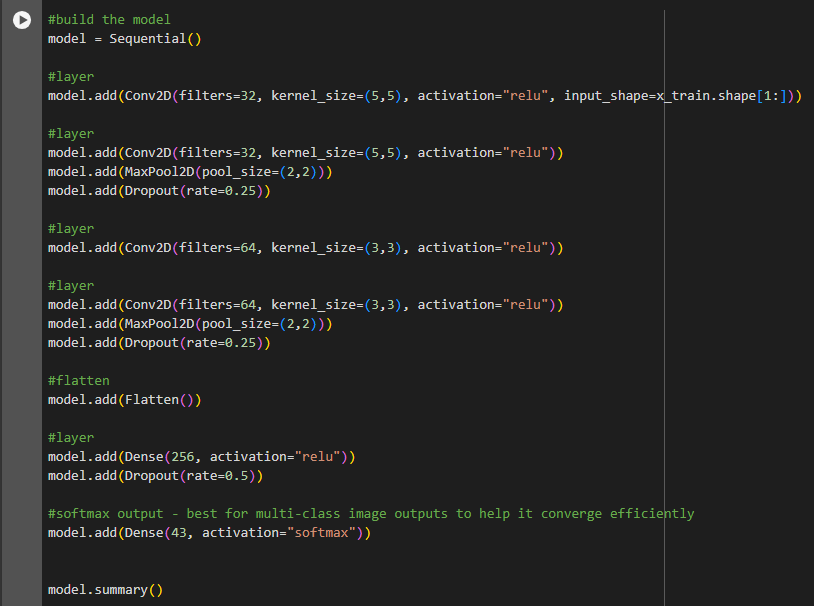 #build the model
model = Sequential()
#layer
model.add(Conv2D(filters=32, kernel_size=(5,5), activation="relu", input_shape=x_train.shape[1:]))
#layer
model.add(Conv2D(filters=32, kernel_size=(5,5), activation="relu"))
model.add(MaxPool2D(pool_size=(2,2)))
model.add(Dropout(rate=0.25))
#layer
model.add(Conv2D(filters=64, kernel_size=(3,3), activation="relu"))
#layer
model.add(Conv2D(filters=64, kernel_size=(3,3), activation="relu"))
model.add(MaxPool2D(pool_size=(2,2)))
model.add(Dropout(rate=0.25))
#flatten
model.add(Flatten())
#layer
model.add(Dense(256, activation="relu"))
model.add(Dropout(rate=0.5))
#softmax output - best for multi-class image outputs to help it converge efficiently
model.add(Dense(43, activation="softmax"))
model.summary()